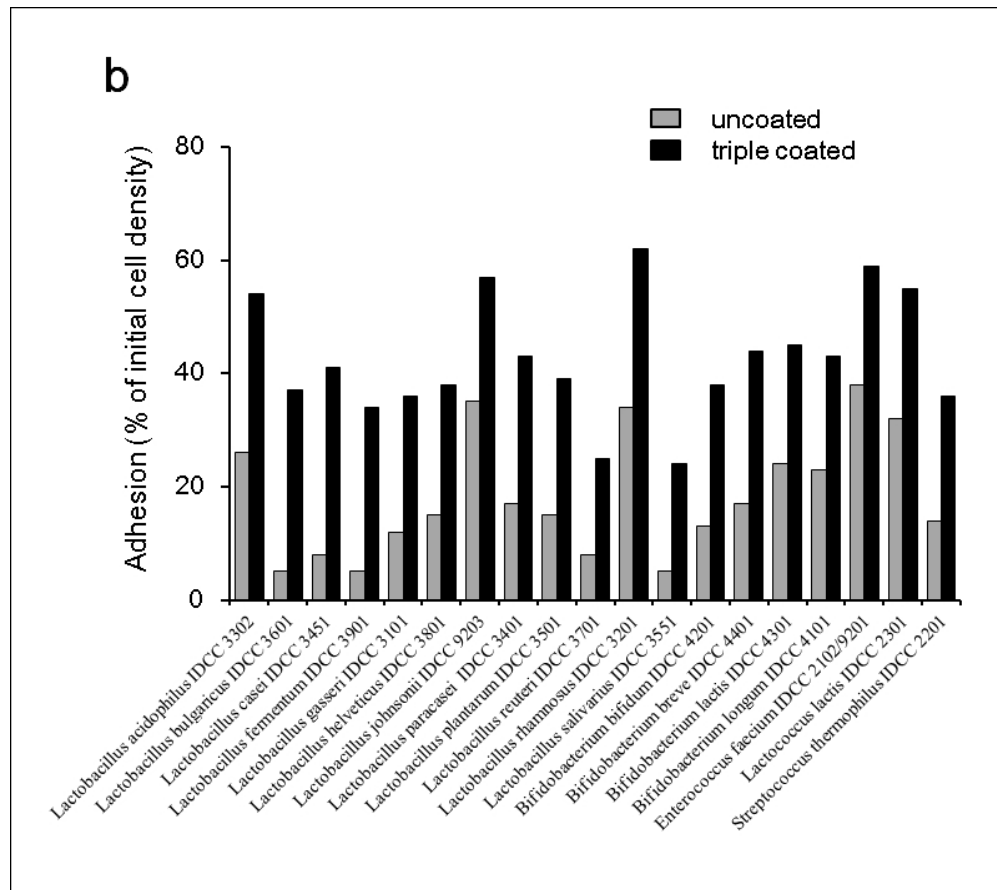 b
uncoated
triple coated
Adhesion (% of initial cell density)
80
60
40
20
0
Lactobacillus acidophilus IDCC 3302
Lactobacillus bulgaricus IDCC 3601
Lactobacillus casei IDCC 3451
Lactobacillus fermentum IDCC 3901
Lactobacillus gasseri IDCC 3101
Lactobacillus helveticus IDCC 3801
Lactobacillus johnsonii IDCC 9203
Lactobacillus paracasei IDCC 3401
Lactobacillus plantarum IDCC 3501
Lactobacillus reuteri IDCC 3701
Lactobacillus rhamnosus IDCC 3201
Lactobacillus salivarius IDCC 3551
Bifidobacterium bifidum IDCC 4201
Bifidobacterium breve IDCC 4401
Bifidobacterium lactis IDCC 4301
Bifidobacterium longum IDCC 4101
Enterococcus faecium IDCC 2102/9201
Lactococcus lactis IDCC 2301
Streptococcus thermophilus IDCC 2201